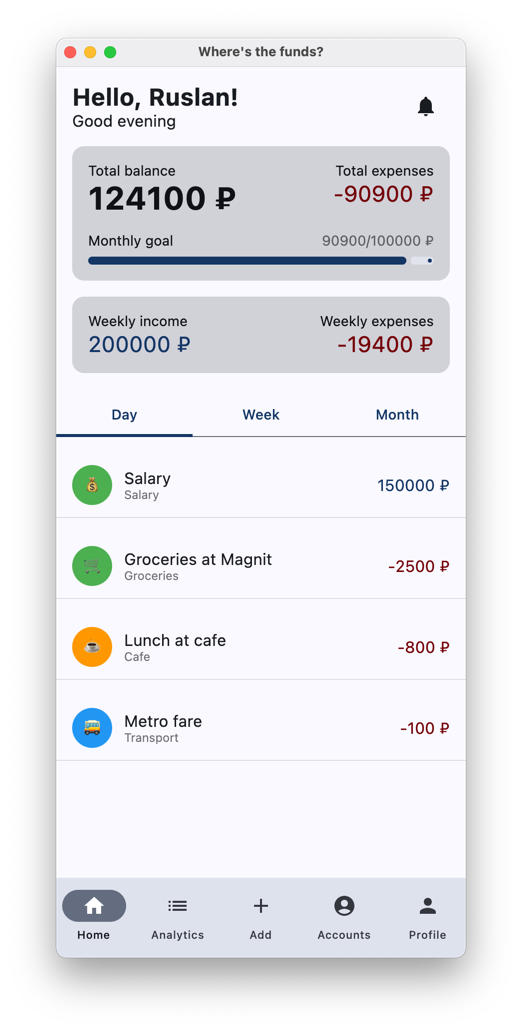 Where's the funds?
Hello, Ruslan!
Good evening
Total balance
Total expenses
124100 ₽
-90900 ₽
Monthly goal
90900/100000 ₽
Weekly income
Weekly expenses
200000 ₽
-19400 ₽
Day
Week
Month
Salary
Salary
150000 ₽
Groceries at Magnit
Groceries
-2500 ₽
Lunch at cafe
Cafe
-800 ₽
Metro fare
Transport
-100 ₽
Home
Analytics
Add
Accounts
Profile